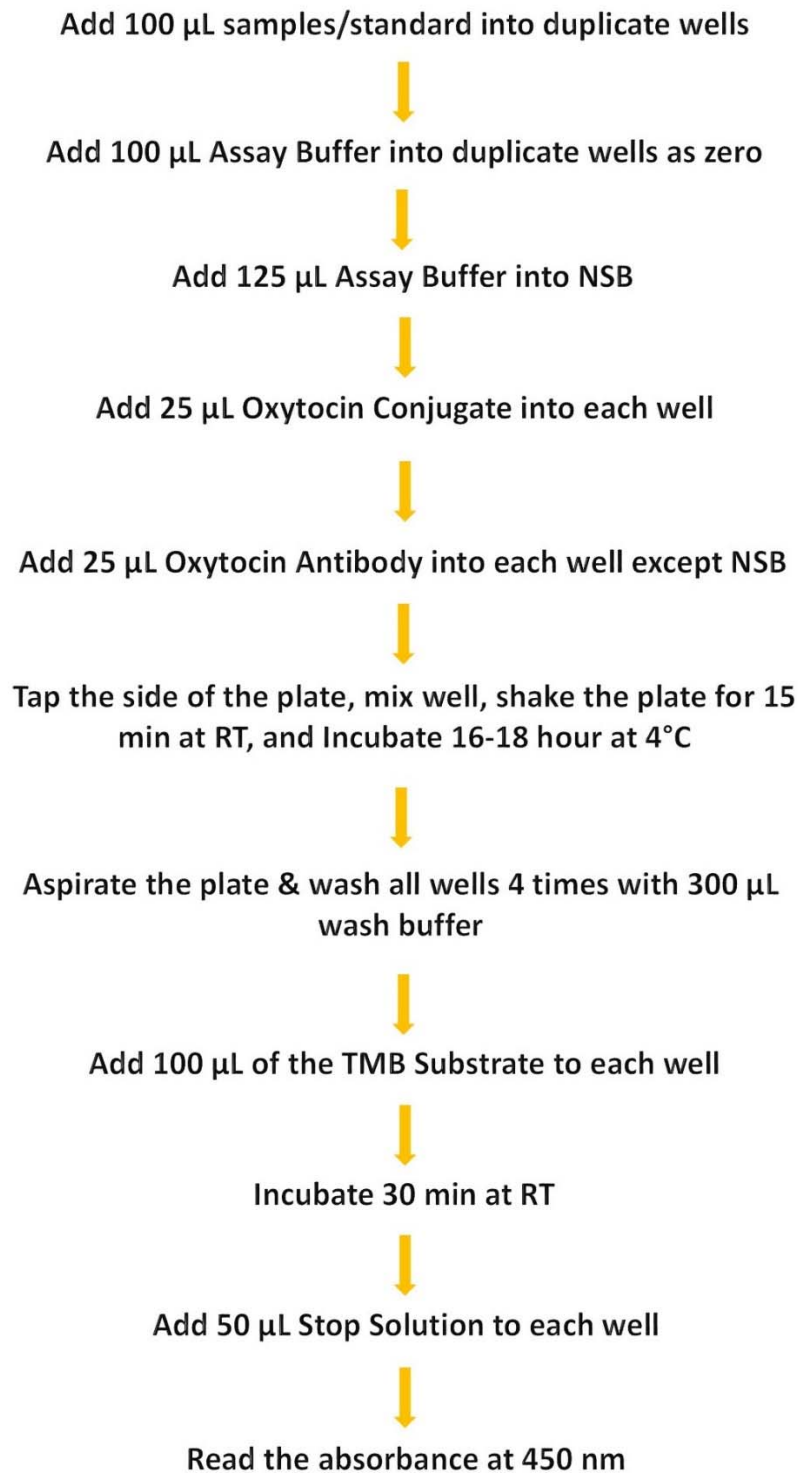 Add 100 µL samples/standard into duplicate wells
Add 100 µL Assay Buffer into duplicate wells as zero
Add 125 µL Assay Buffer into NSB
Add 25 µL Oxytocin Conjugate into each well
Add 25 µL Oxytocin Antibody into each well except NSB
Tap the side of the plate, mix well, shake the plate for 15
min at RT, and Incubate 16-18 hour at 4°C
Aspirate the plate & wash all wells 4 times with 300 µL
wash buffer
Add 100 µL of the TMB Substrate to each well
Incubate 30 min at RT
Add 50 µL Stop Solution to each well
Read the absorbance at 450 nm